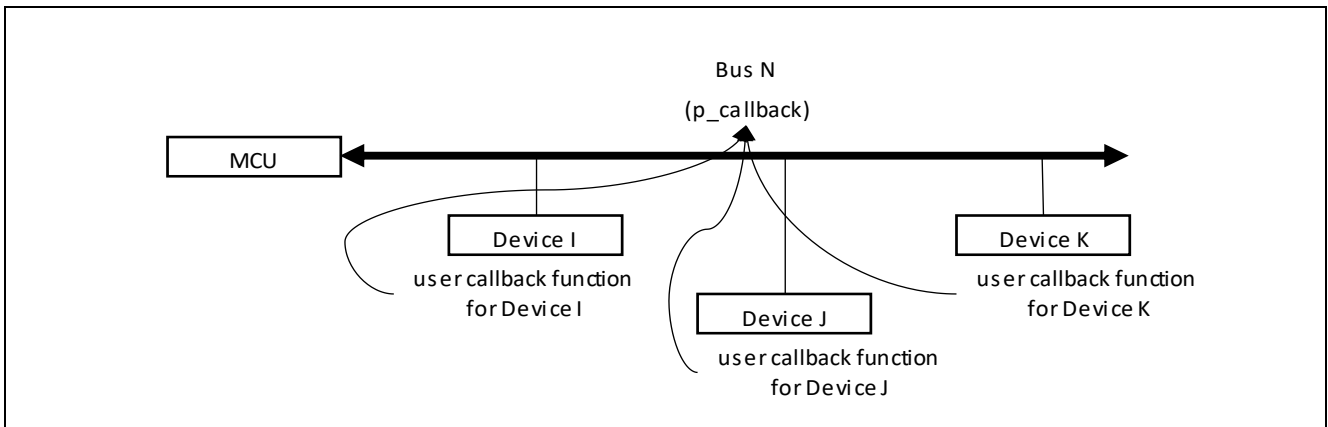 Bus N
(p_callback)
MCU
Device I
Device K
user callback function
for Device I
user callback function
for Device K
Device J
user callback function
for Device J